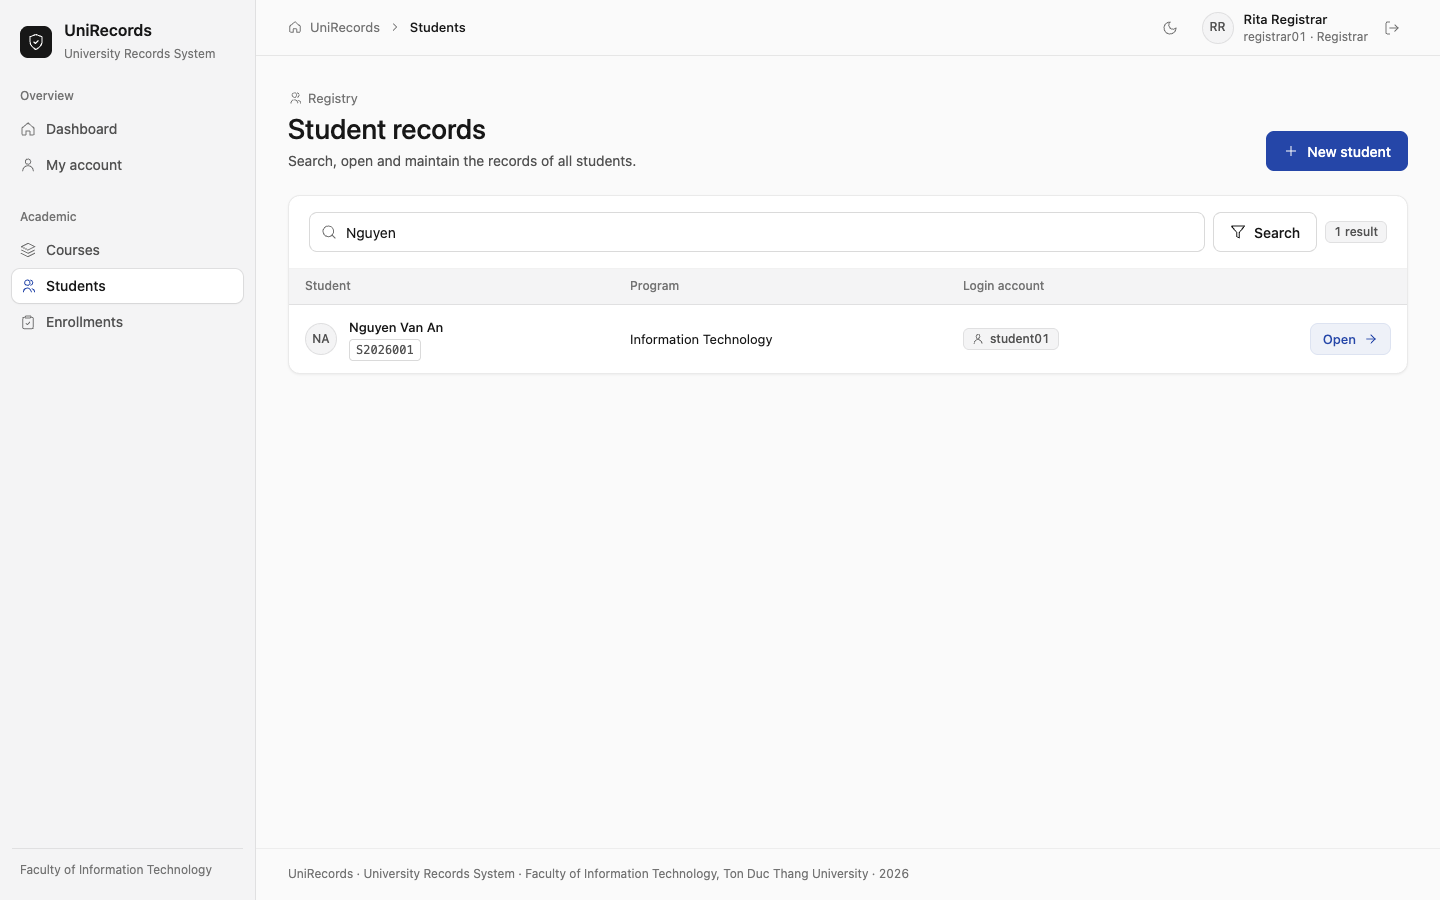 UniRecords
University Records System
Overview
Dashboard
My account
Academic
Courses
Students
Enrollments
Faculty of Information Technology
UniRecords > Students
RR
Rita Registrar
registrar01 · Registrar
Registry
Student records
Search, open and maintain the records of all students.
+ New student
Nguyen
Search
1 result
Student Program Login account
NA
Nguyen Van An
S2026001
Information Technology
student01
Open →
UniRecords · University Records System · Faculty of Information Technology, Ton Duc Thang University · 2026